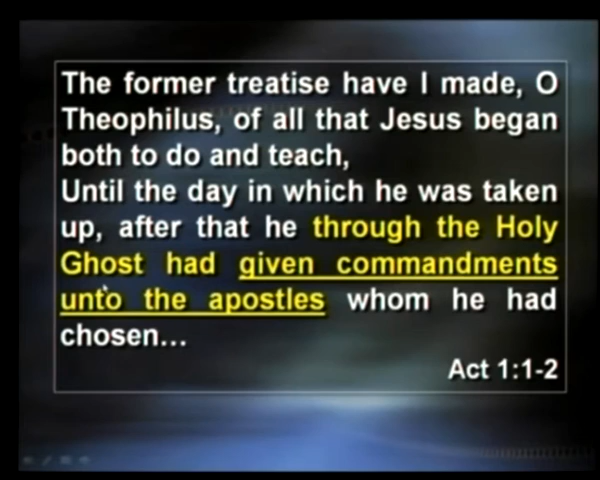 The former treatise have I made, O
Theophilus, of all that Jesus began
both to do and teach,
Until the day in which he was taken
up, after that he through the Holy
Ghost had given commandments
unto the apostles whom he had
chosen...
Act 1:1-2